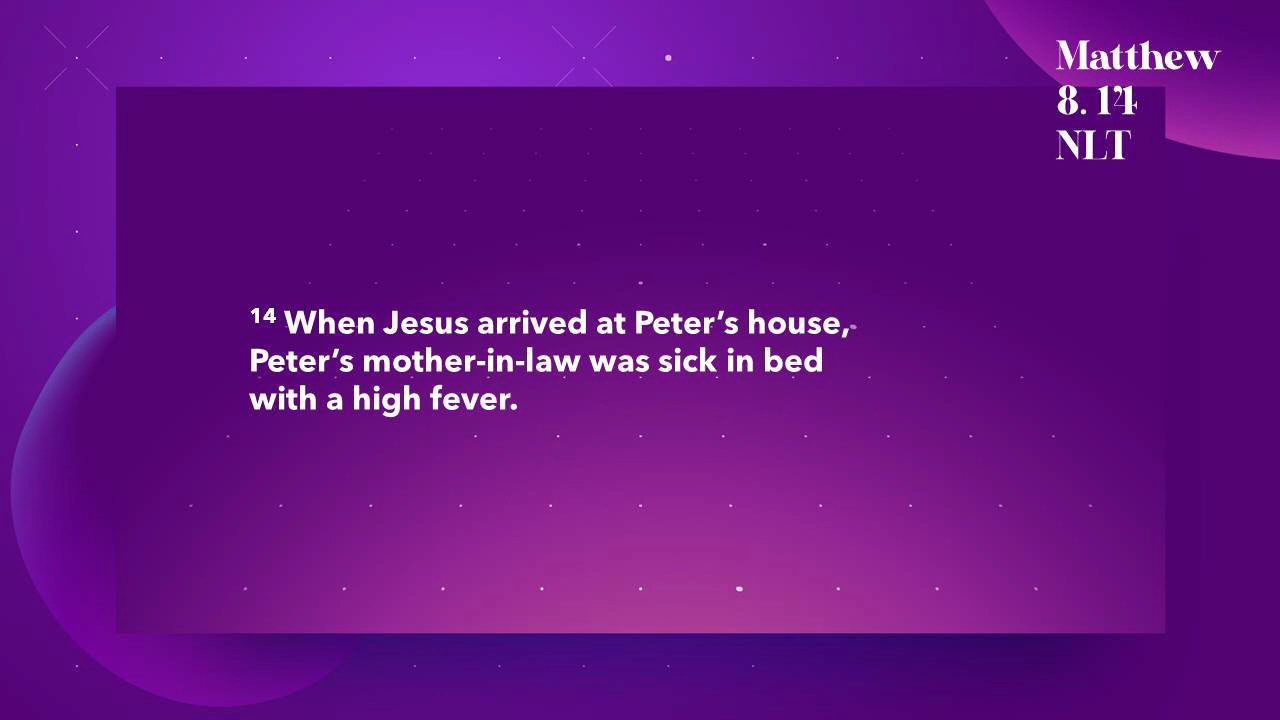 Matthew
8. 14
NLT
14 When Jesus arrived at Peter’s house,
Peter’s mother-in-law was sick in bed
with a high fever.